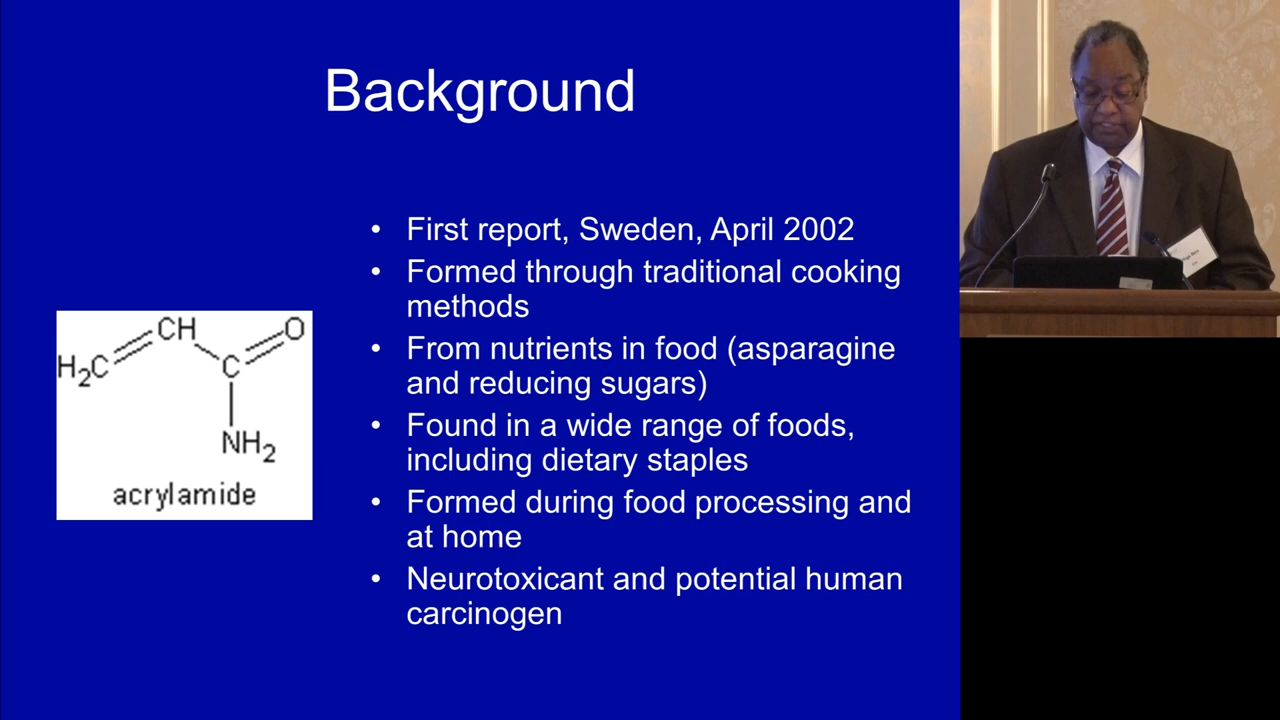 Background
• First report, Sweden, April 2002
• Formed through traditional cooking
methods
• From nutrients in food (asparagine
and reducing sugars)
• Found in a wide range of foods,
including dietary staples
• Formed during food processing and
at home
• Neurotoxicant and potential human
carcinogen
CH
O
H₂C
C
NH₂
acrylamide